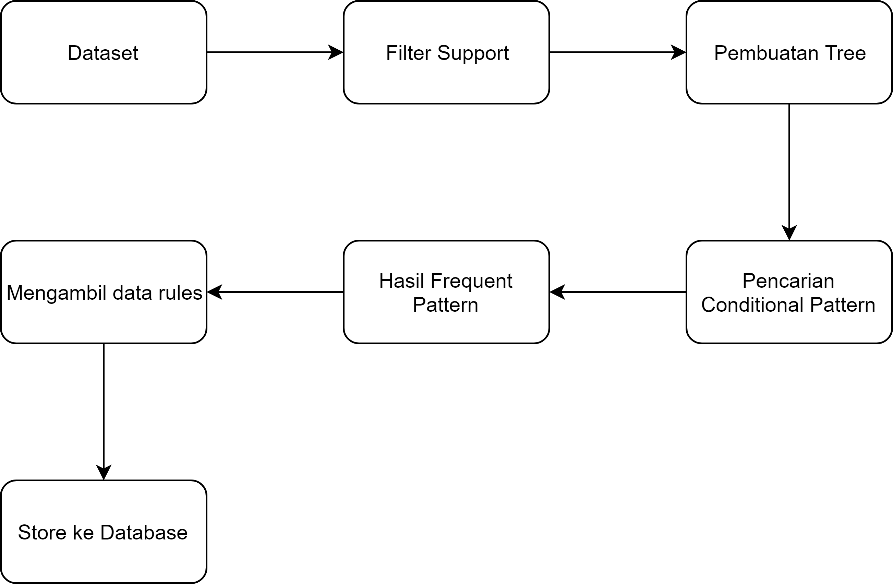 Dataset
Filter Support
Pembuatan Tree
Pencarian
Conditional Pattern
Hasil Frequent
Pattern
Mengambil data rules
Store ke Database